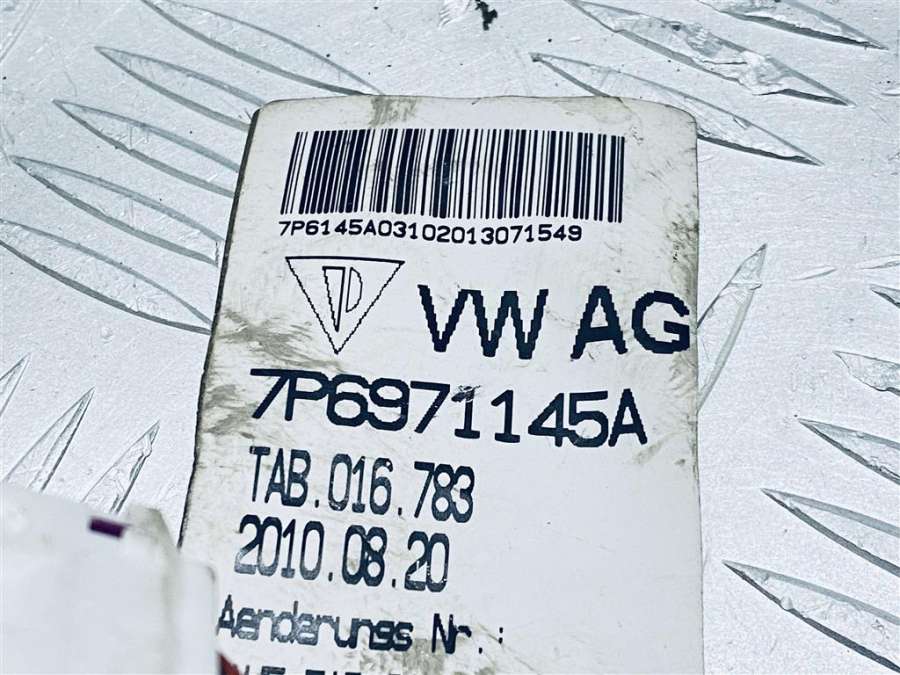 7P6145A03102013071549
VW AG
7P6971145A
TAB.016.783
2010.08.20
Aenderungs Nr.: